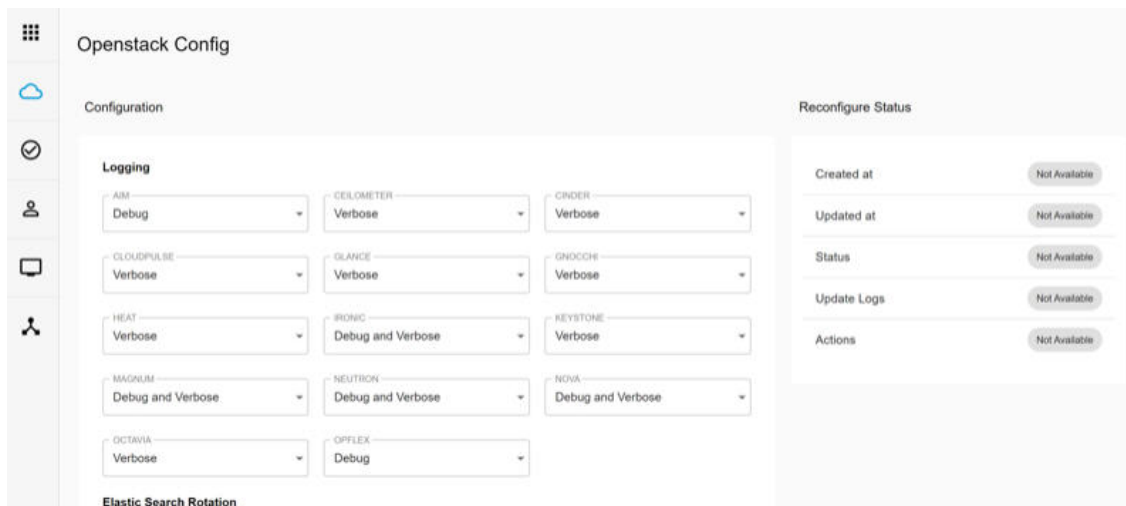 Openstack Config
Configuration
Logging
AIM
Debug
CEILOMETER
Verbose
CINDER
Verbose
CLOUDPULSE
Verbose
GLANCE
Verbose
GNOCCHI
Verbose
HEAT
Verbose
IRONIC
Debug and Verbose
KEYSTONE
Verbose
MAGNUM
Debug and Verbose
NEUTRON
Debug and Verbose
NOVA
Debug and Verbose
OCTAVIA
Verbose
OPFLEX
Debug
Elastic Search Rotation
Reconfigure Status
Created at Not Available
Updated at Not Available
Status Not Available
Update Logs Not Available
Actions Not Available